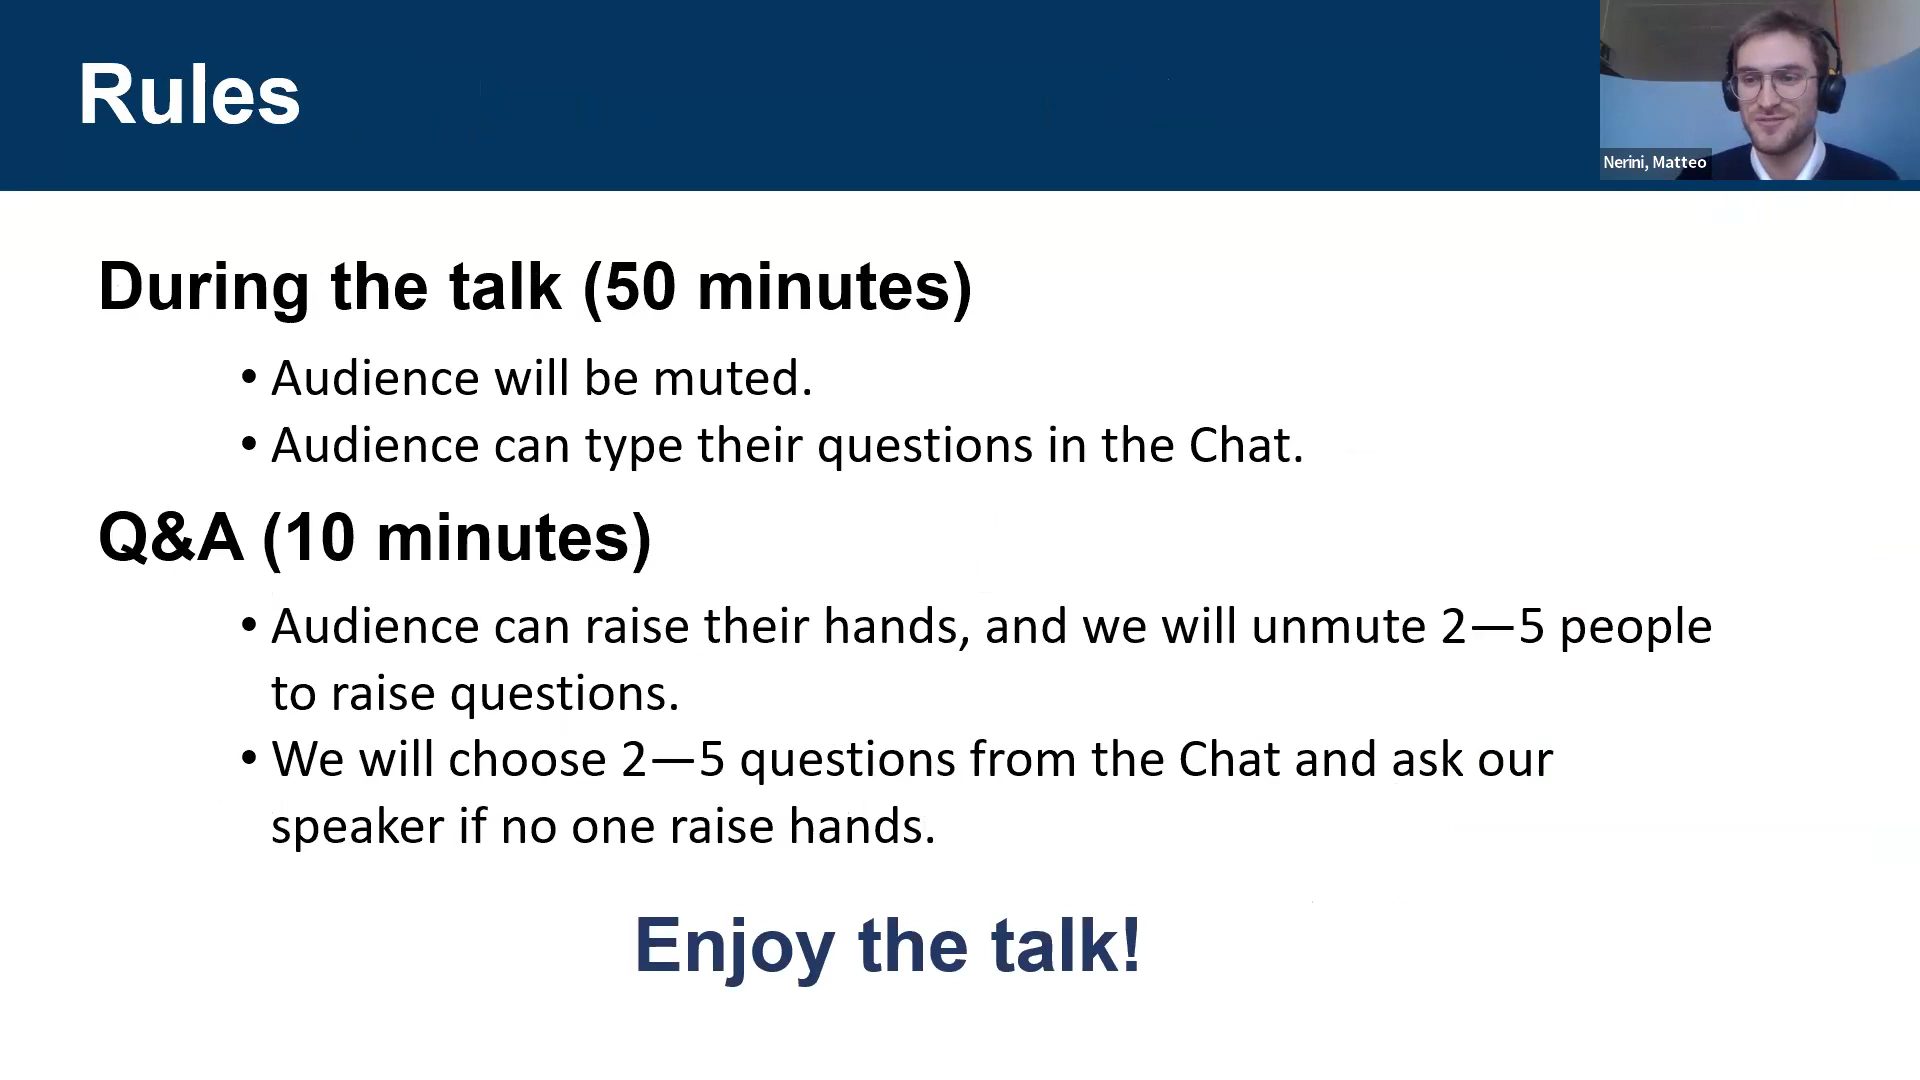 Rules
Nerini, Matteo
During the talk (50 minutes)
• Audience will be muted.
• Audience can type their questions in the Chat.
Q&A (10 minutes)
• Audience can raise their hands, and we will unmute 2—5 people
to raise questions.
• We will choose 2—5 questions from the Chat and ask our
speaker if no one raise hands.
Enjoy the talk!